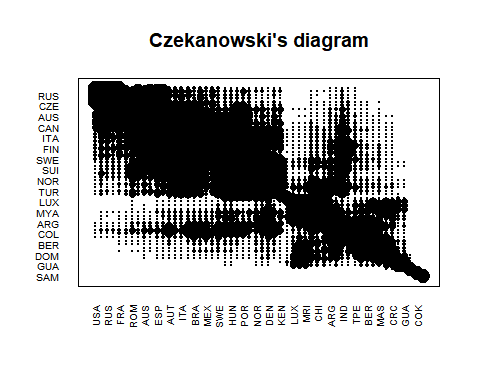 Czekanowski's diagram
RUS
CZE
AUS
CAN
ITA
FIN
SWE
SUI
NOR
TUR
LUX
MYA
ARG
COL
BER
DOM
GUA
SAM
USA
RUS
FRA
ROM
AUS
ESP
AUT
ITA
BRA
MEX
SWE
HUN
POR
NOR
DEN
KEN
LUX
MRI
CHI
ARG
IND
TPE
BER
MAS
CRC
GUA
COK